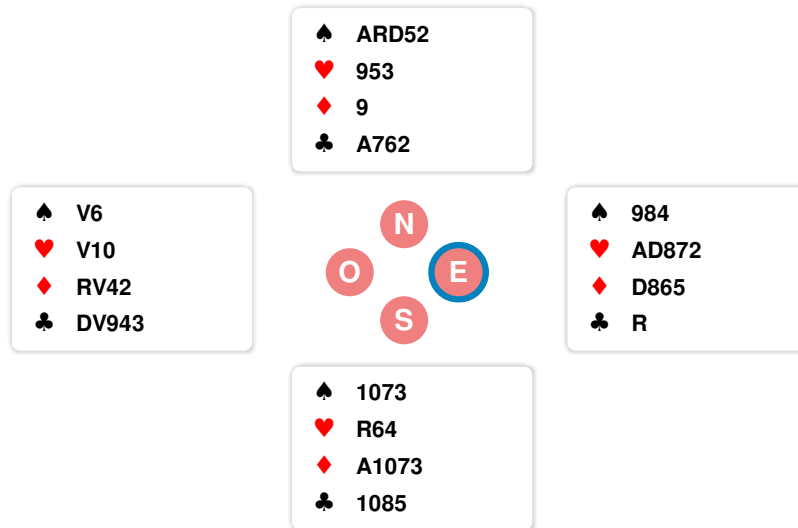 ♠ ARD52
♥ 953
♦ 9
♣ A762
♠ V6
♥ V10
♦ RV42
♣ DV943
N
O
E
S
♠ 984
♥ AD872
♦ D865
♣ R
♠ 1073
♥ R64
♦ A1073
♣ 1085